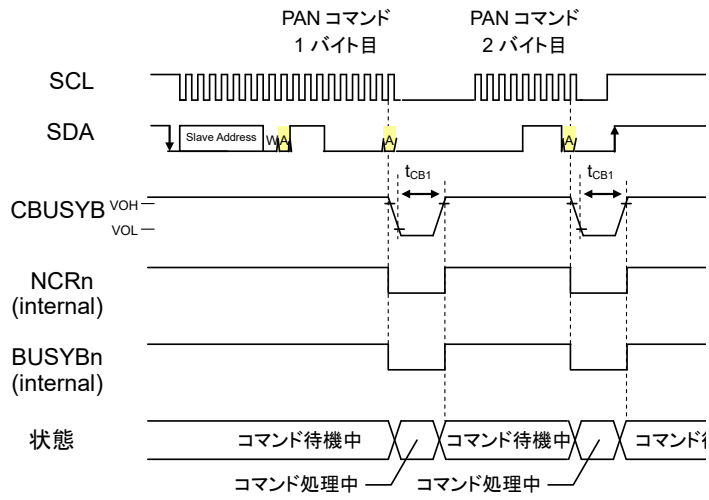 PAN コマンド
1 バイト目
PAN コマンド
2 バイト目
SCL
SDA
Slave Address
W
A
A
A
tCB1
tCB1
CBUSYB
VOH
VOL
NCRn
(internal)
BUSYBn
(internal)
状態
コマンド待機中
コマンド待機中
コマンド待
コマンド処理中
コマンド処理中